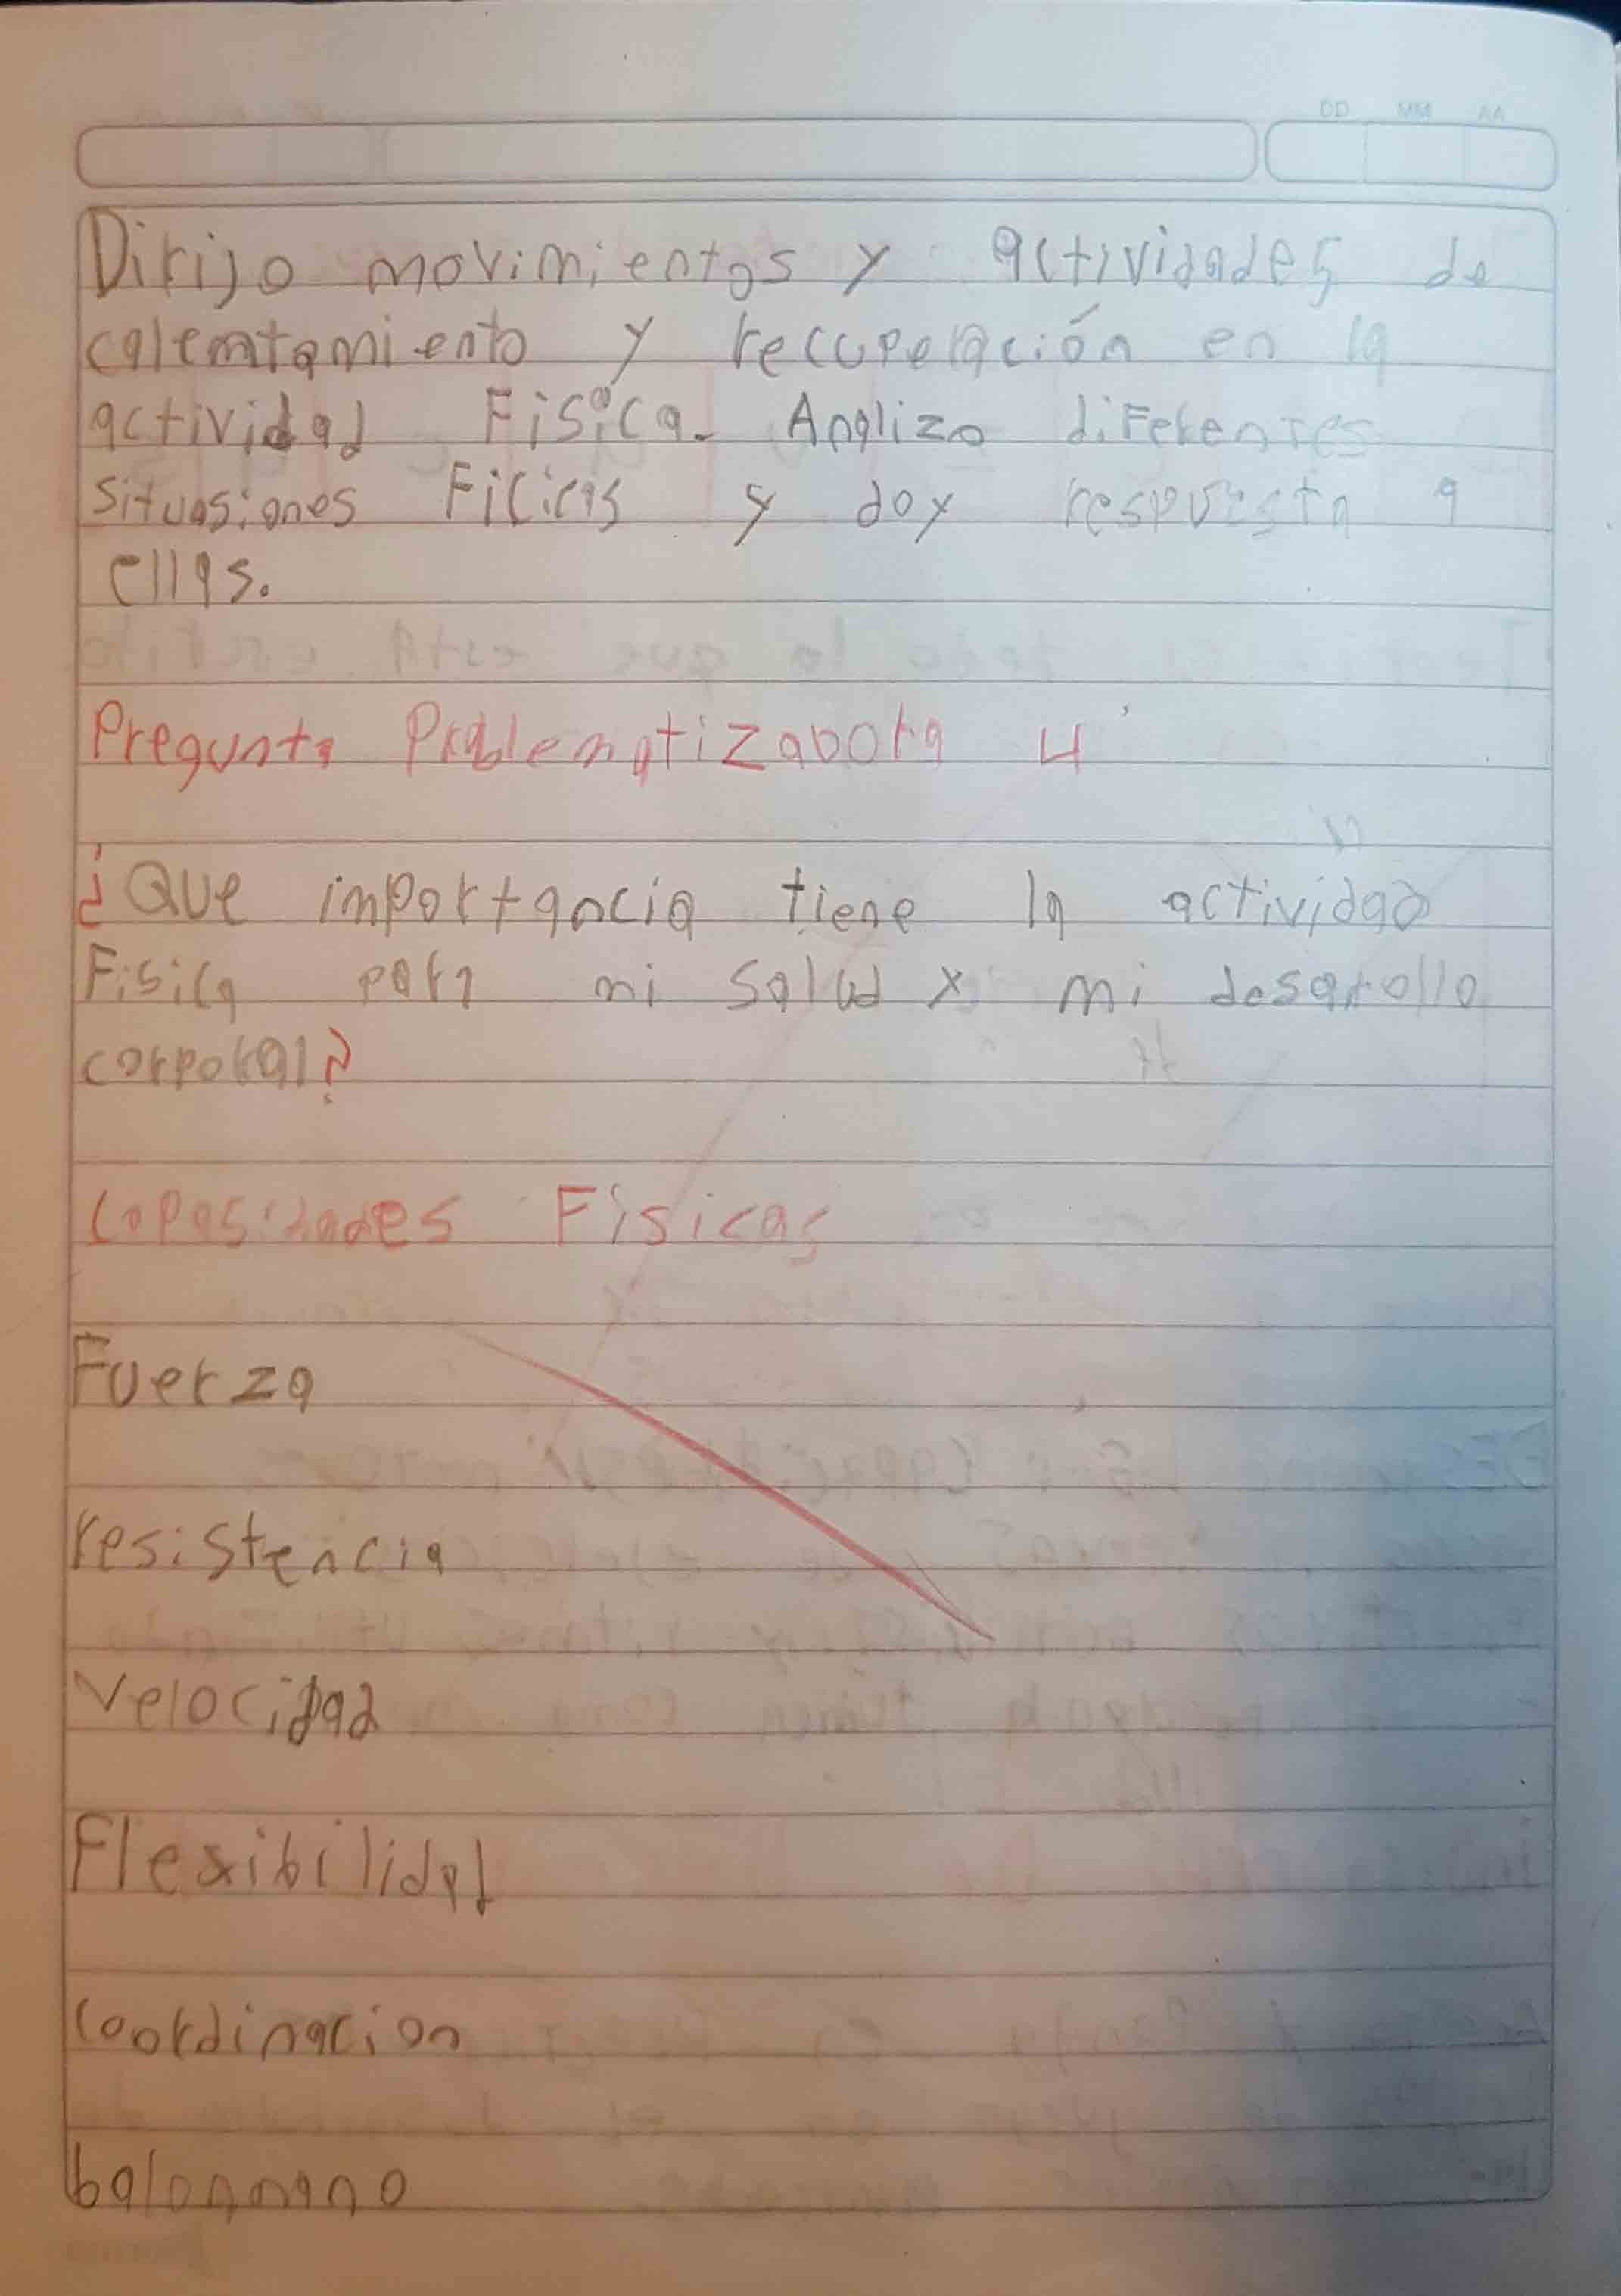 DD MM AA
Dirijo movimientos y actividades de
calemtamiento y recuperación en la
actividad Fisica. Analizo diferentes
situasiones Ficicas y doy respuesta a
ellas.
Pregunta Problematizadora 4
¿Que importancia tiene la actividad
Fisica para mi salud y mi desarollo
corporal?
Copasidades Fisicas
Fuerza
resistencia
Velocidad
Flexibilidad
coordinacion
balonmano